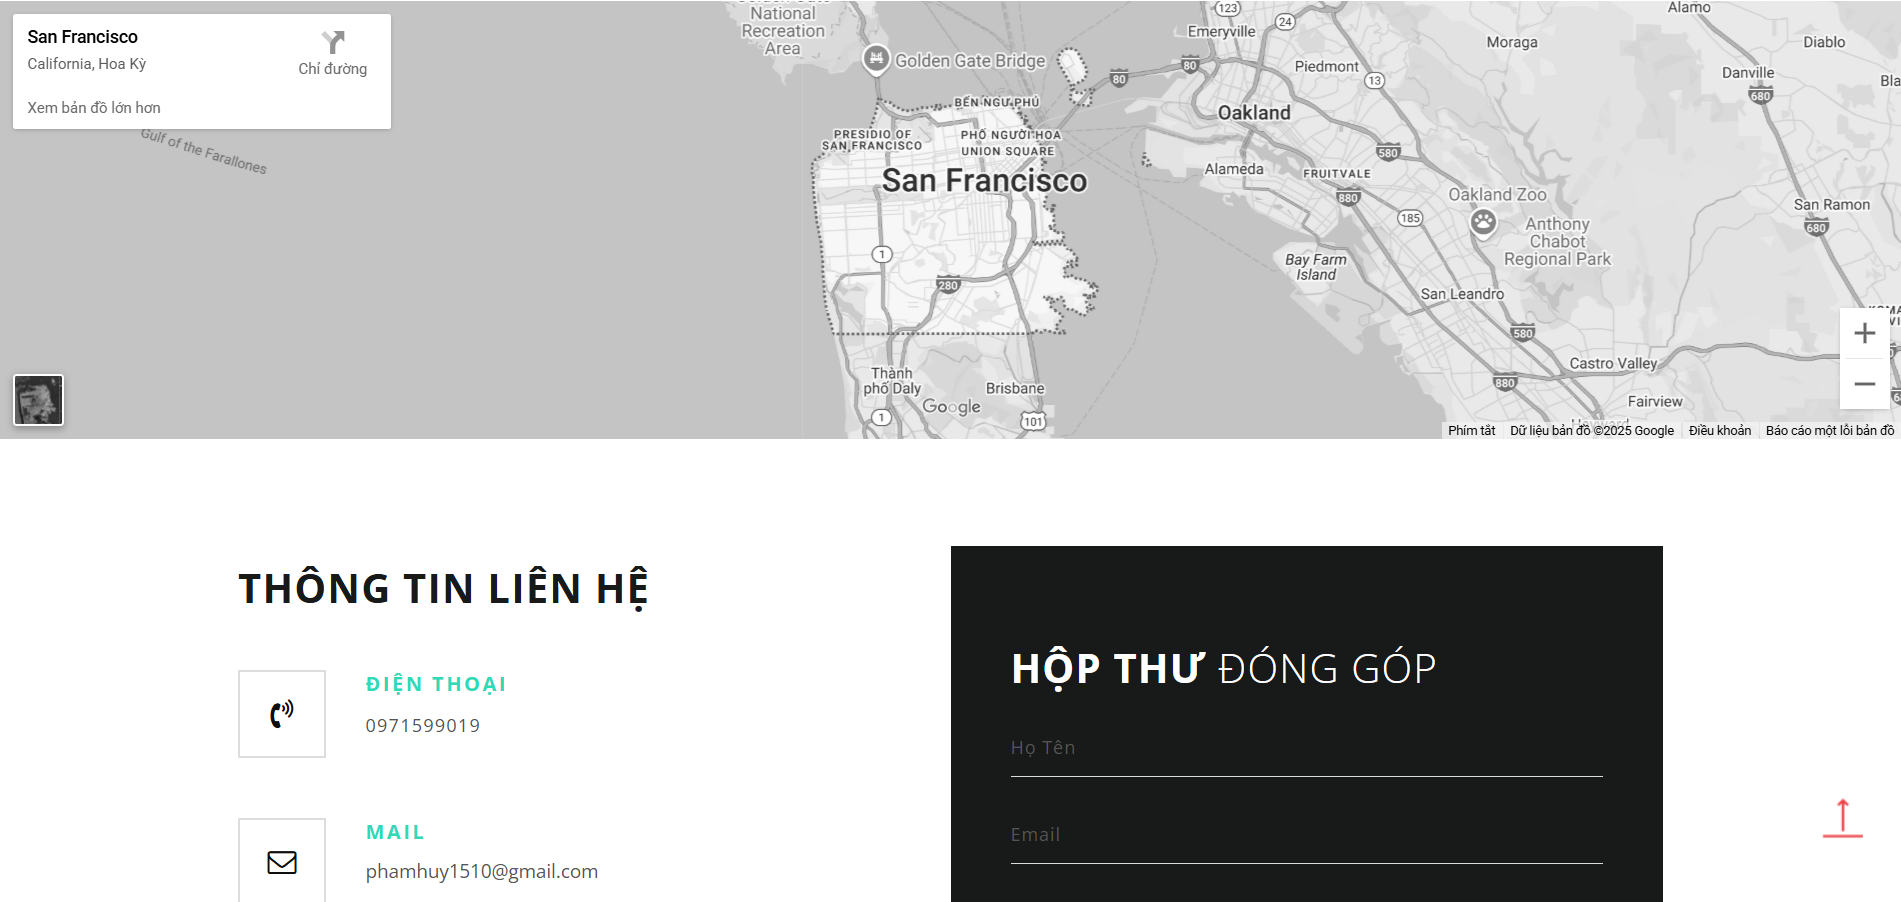 San Francisco
California, Hoa Kỳ
Chỉ đường
Xem bản đồ lớn hơn
Gulf of the Farallones
National
Recreation
Area
Golden Gate Bridge
BẾN NGƯ PHỦ
PRESIDIO OF
SAN FRANCISCO
PHỐ NGƯỜI HOA
UNION SQUARE
San Francisco
1
280
Thành
phố Daly
Brisbane
Google
1
101
80
80
123
24
Emeryville
Piedmont
13
Oakland
Alameda
FRUITVALE
580
880
185
Oakland Zoo
Anthony
Chabot
Regional Park
Bay Farm
Island
San Leandro
580
880
Castro Valley
Fairview
Hayward
Alamo
Moraga
Diablo
Danville
680
San Ramon
680
Phím tắt
Dữ liệu bản đồ ©2025 Google
Điều khoản
Báo cáo một lỗi bản đồ
THÔNG TIN LIÊN HỆ
ĐIỆN THOẠI
0971599019
MAIL
phamhuy1510@gmail.com
HỘP THƯ ĐÓNG GÓP
Họ Tên
Email